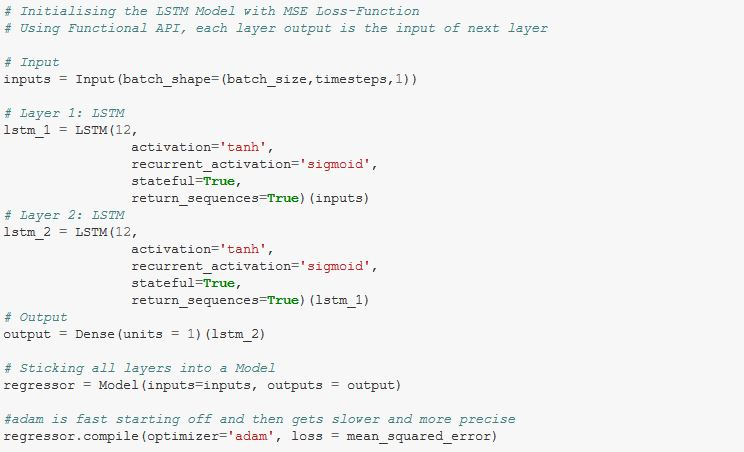 # Initialising the LSTM Model with MSE Loss-Function
# Using Functional API, each layer output is the input of next layer
# Input
inputs = Input(batch_shape=(batch_size,timesteps,1))
# Layer 1: LSTM
lstm_1 = LSTM(12,
activation='tanh',
recurrent_activation='sigmoid',
stateful=True,
return_sequences=True)(inputs)
# Layer 2: LSTM
lstm_2 = LSTM(12,
activation='tanh',
recurrent_activation='sigmoid',
stateful=True,
return_sequences=True)(lstm_1)
# Output
output = Dense(units = 1)(lstm_2)
# Sticking all layers into a Model
regressor = Model(inputs=inputs, outputs = output)
#adam is fast starting off and then gets slower and more precise
regressor.compile(optimizer='adam', loss = mean_squared_error)